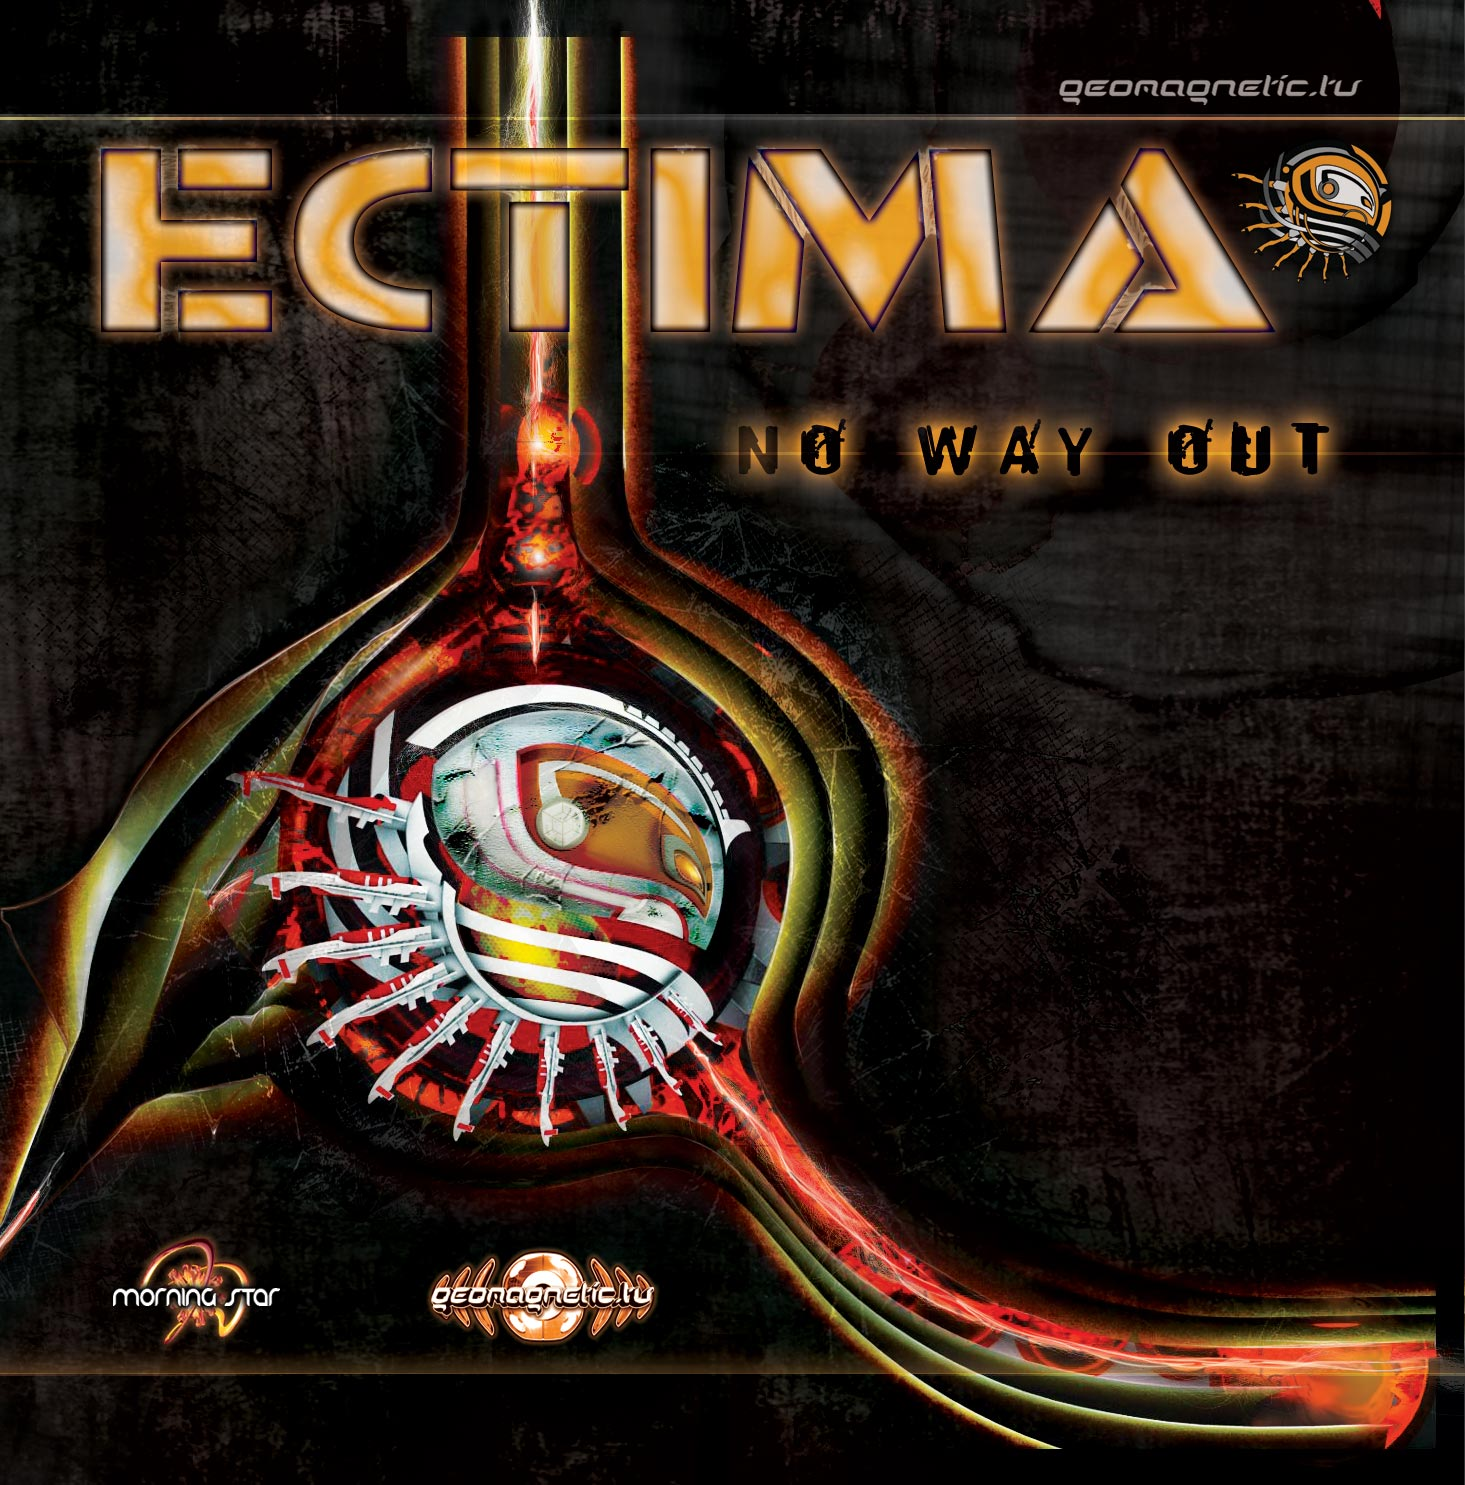 geomagnetic.tv
ECTIMA
NO WAY OUT
morning star
geomagnetic.tv